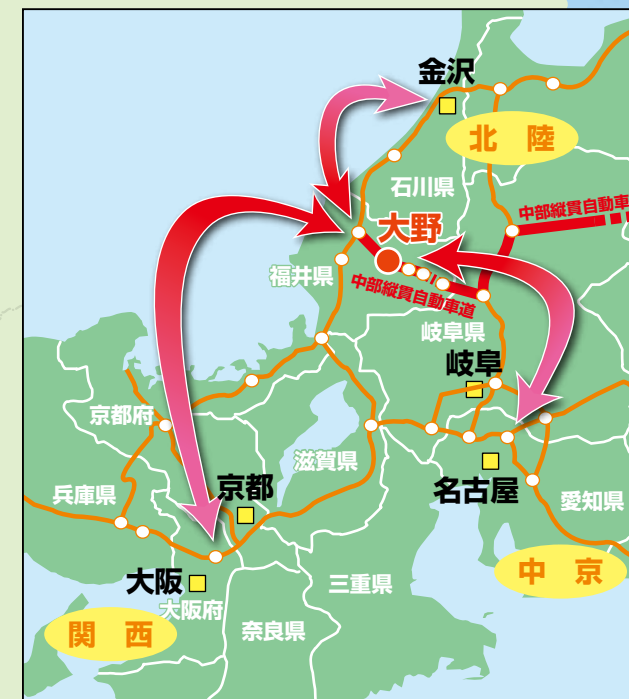 金沢
北 陸
石川県
中部縦貫自動車
大野
福井県
中部縦貫自動車道
岐阜県
岐阜
京都府
滋賀県
兵庫県
京都
名古屋
愛知県
大阪
三重県
中 京
大阪府
関 西
奈良県